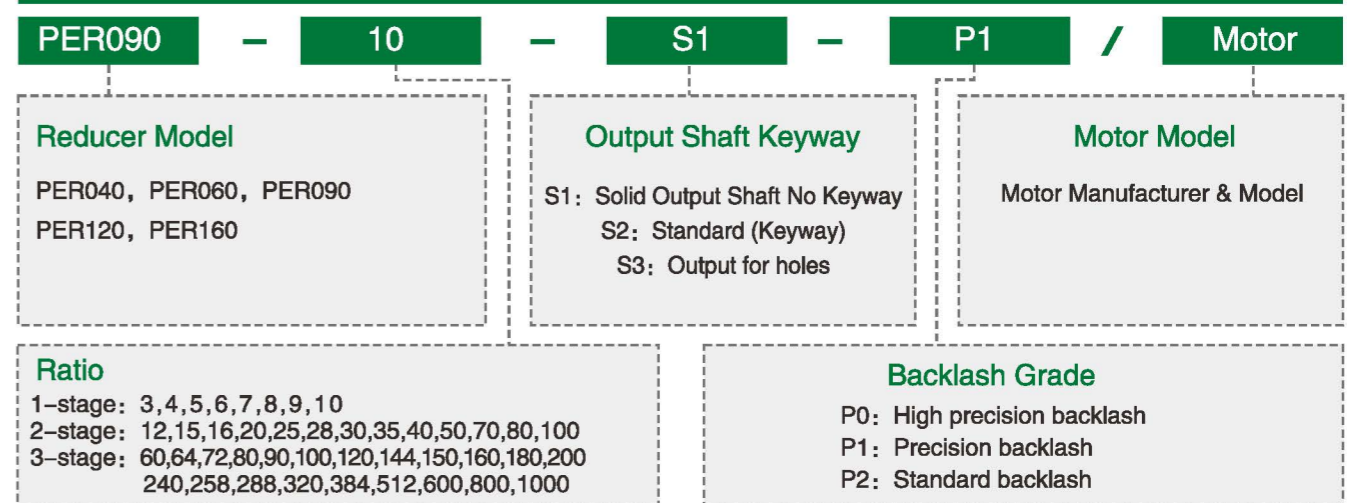 PER090 – 10 – S1 – P1 / Motor
Reducer Model
PER040，PER060，PER090
PER120，PER160
Output Shaft Keyway
S1：Solid Output Shaft No Keyway
S2：Standard (Keyway)
S3：Output for holes
Motor Model
Motor Manufacturer & Model
Ratio
1–stage：3,4,5,6,7,8,9,10
2–stage：12,15,16,20,25,28,30,35,40,50,70,80,100
3–stage：60,64,72,80,90,100,120,144,150,160,180,200
240,258,288,320,384,512,600,800,1000
Backlash Grade
P0：High precision backlash
P1：Precision backlash
P2：Standard backlash